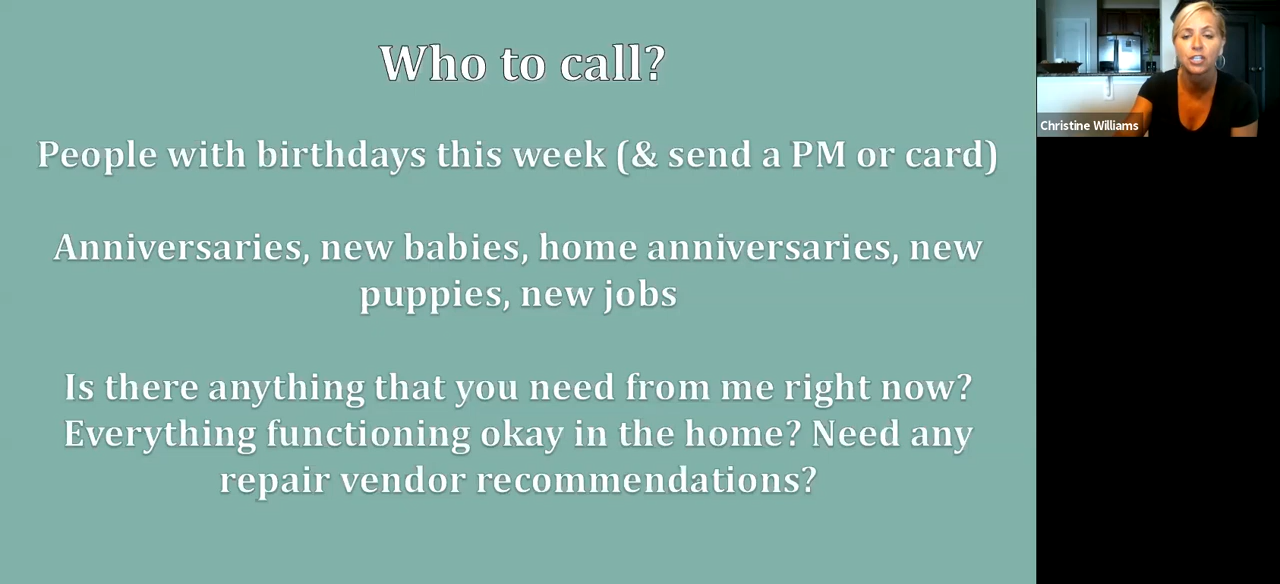 Who to call?
People with birthdays this week (& send a PM or card)
Anniversaries, new babies, home anniversaries, new
puppies, new jobs
Is there anything that you need from me right now?
Everything functioning okay in the home? Need any
repair vendor recommendations?
Christine Williams